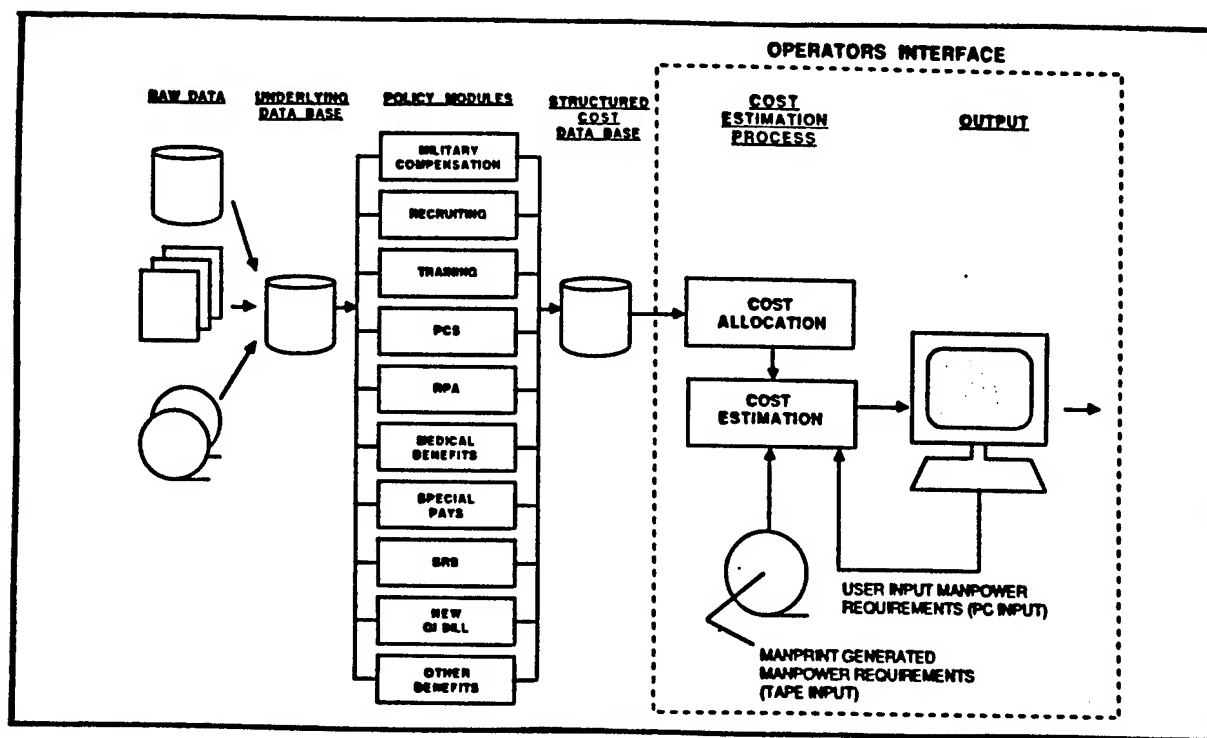 OPERATORS INTERFACE
RAW DATA
UNDERLYING
DATA BASE
POLICY MODULES
STRUCTURED
COST
DATA BASE
COST
ESTIMATION
PROCESS
OUTPUT
MILITARY
COMPENSATION
RECRUITING
TRAINING
PCS
RPA
MEDICAL
BENEFITS
SPECIAL
PAYS
SRB
NEW
GI BILL
OTHER
BENEFITS
COST
ALLOCATION
COST
ESTIMATION
USER INPUT MANPOWER
REQUIREMENTS (PC INPUT)
MANPRINT GENERATED
MANPOWER REQUIREMENTS
(TAPE INPUT)